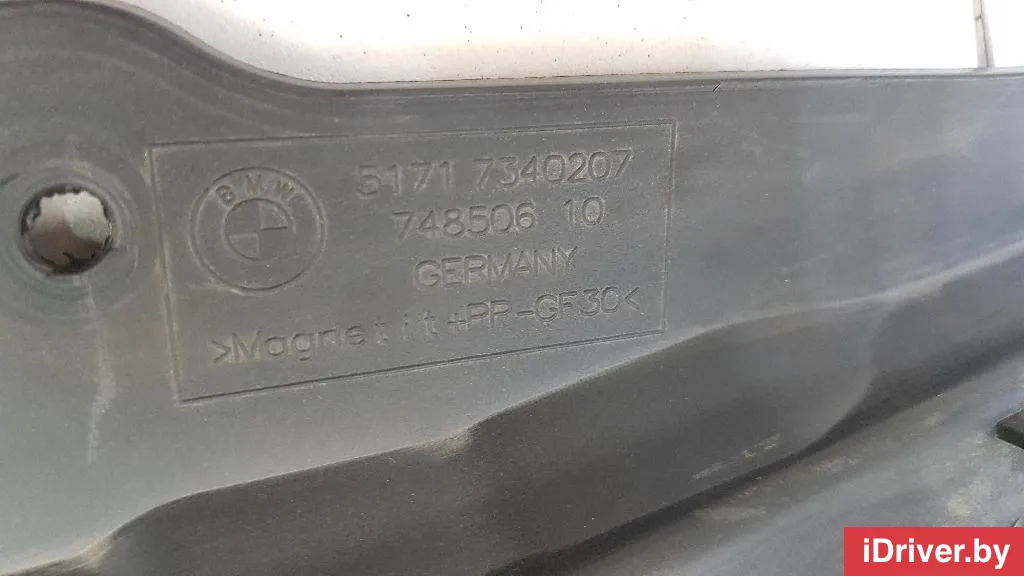 BMW
5171 7340207
748506 10
GERMANY
>Magnetit+PP-GF30<
iDriver.by